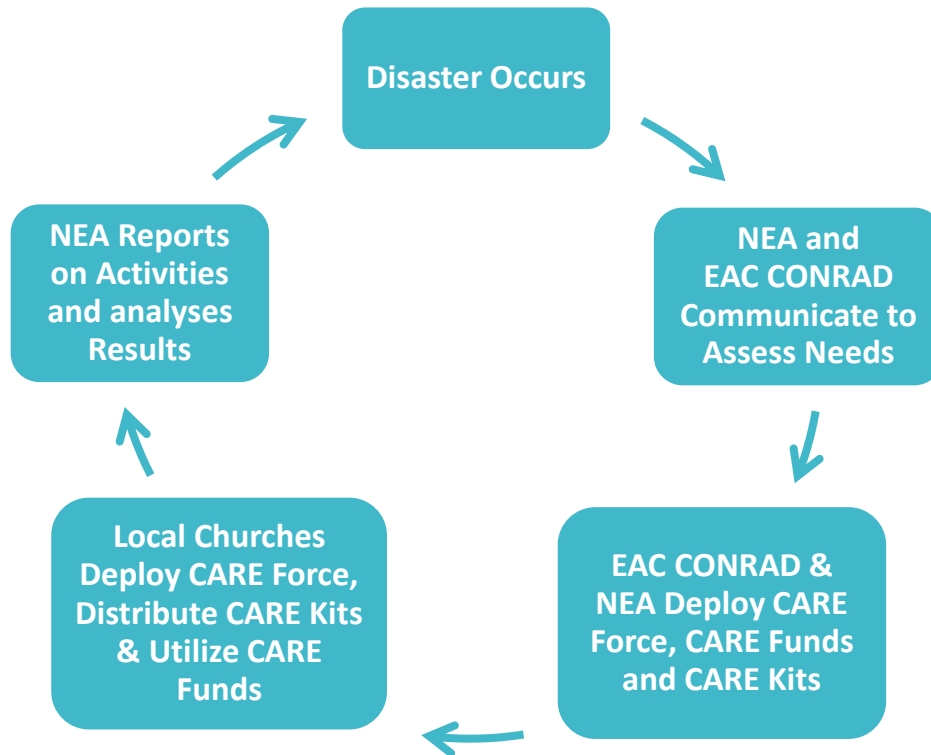 Disaster Occurs
NEA and
EAC CONRAD
Communicate to
Assess Needs
EAC CONRAD &
NEA Deploy CARE
Force, CARE Funds
and CARE Kits
Local Churches
Deploy CARE Force,
Distribute CARE Kits
& Utilize CARE
Funds
NEA Reports
on Activities
and analyses
Results